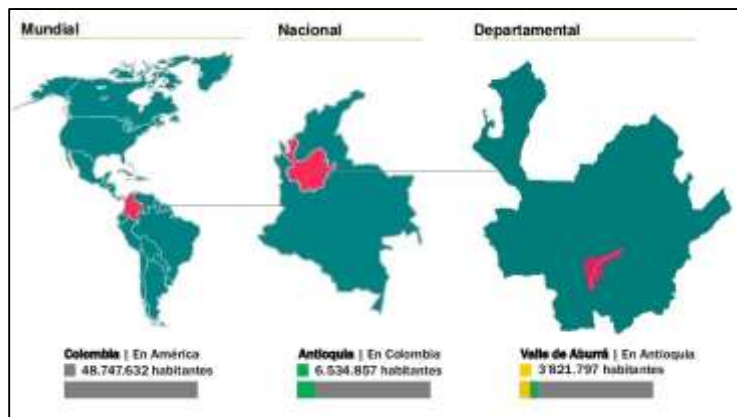 Mundial
Nacional
Departamental
Colombia | En América
48.747.632 habitantes
Antioquia | En Colombia
6.534.857 habitantes
Valle de Aburrá | En Antioquia
3'821.797 habitantes